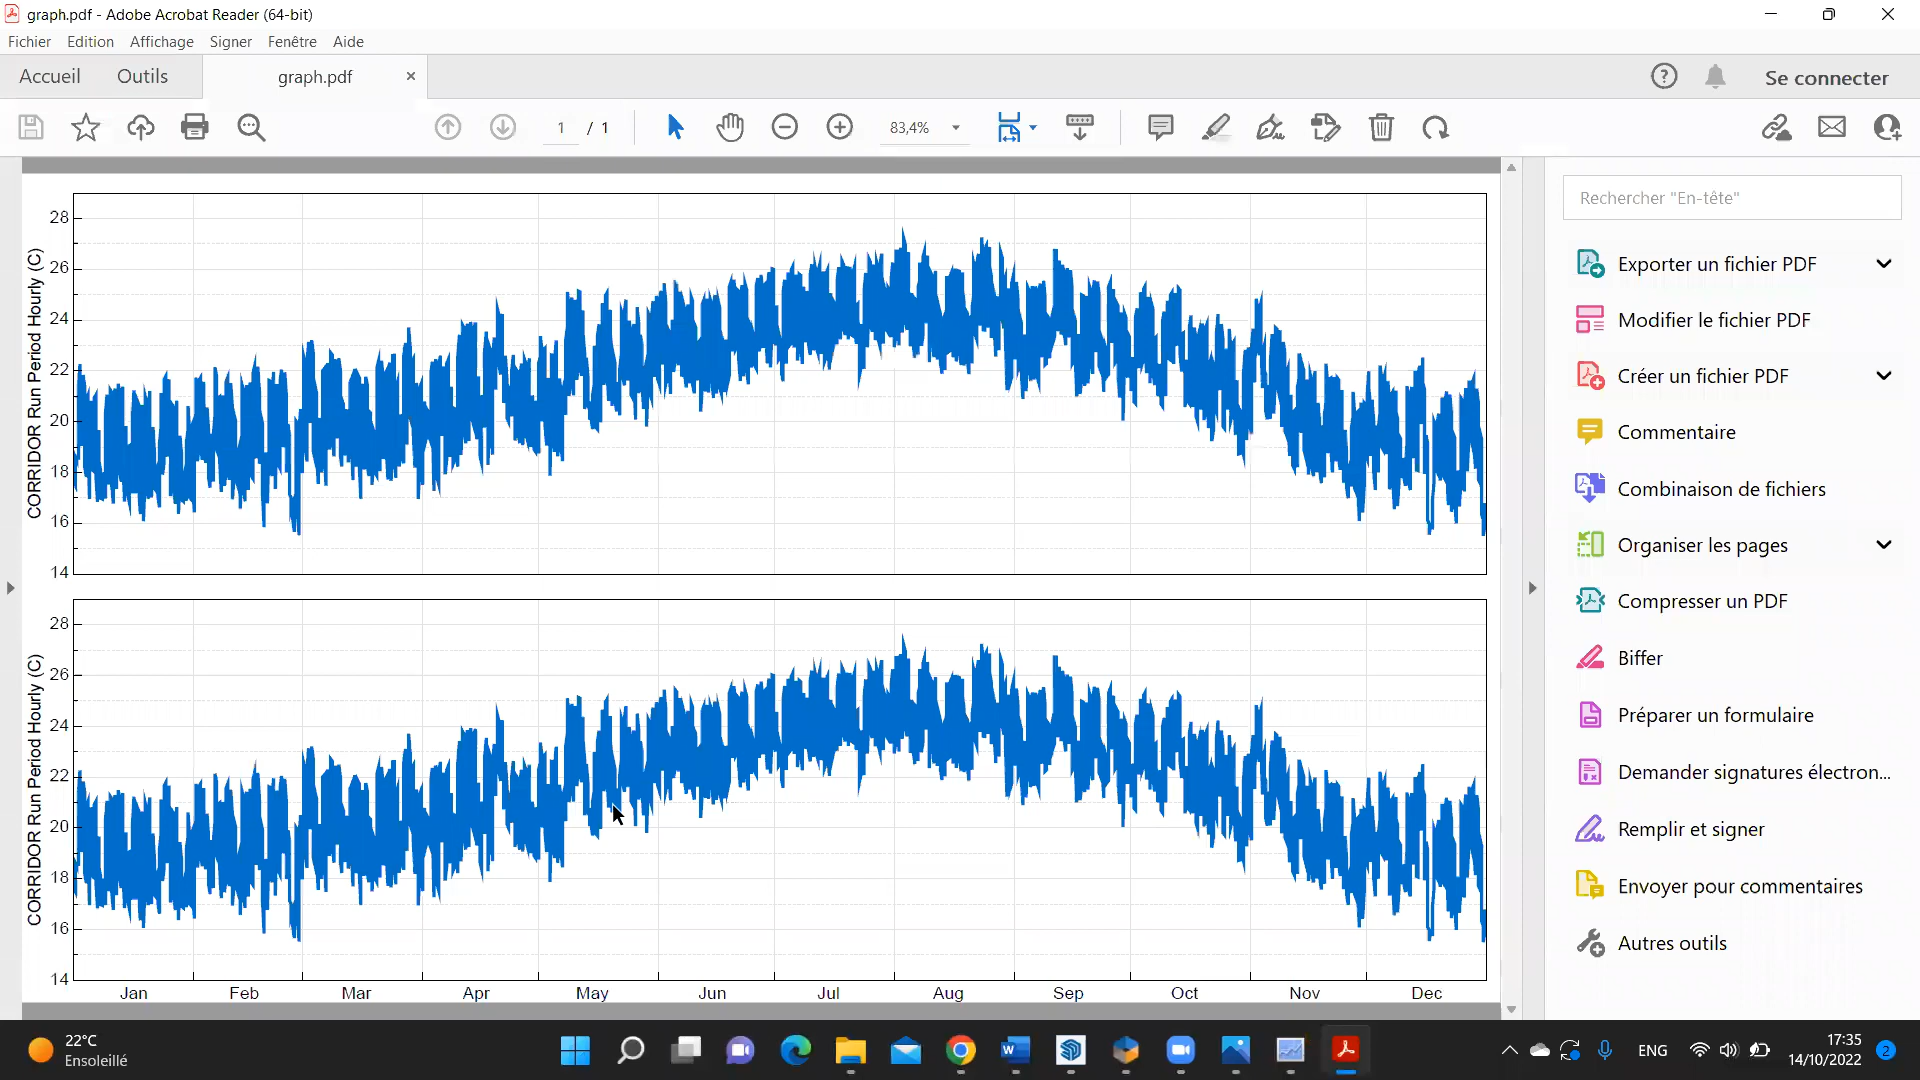 graph.pdf - Adobe Acrobat Reader (64-bit)
Fichier Edition Affichage Signer Fenêtre Aide
Accueil Outils graph.pdf Se connecter
1 / 1 83,4%
28
26
24
22
20
18
16
14
CORRIDOR Run Period Hourly (C)
28
26
24
22
20
18
16
14
CORRIDOR Run Period Hourly (C)
Jan Feb Mar Apr May Jun Jul Aug Sep Oct Nov Dec
Rechercher "En-tête"
Exporter un fichier PDF
Modifier le fichier PDF
Créer un fichier PDF
Commentaire
Combinaison de fichiers
Organiser les pages
Compresser un PDF
Biffer
Préparer un formulaire
Demander signatures électron...
Remplir et signer
Envoyer pour commentaires
Autres outils
22°C
Ensoleillé
ENG
17:35
14/10/2022
2